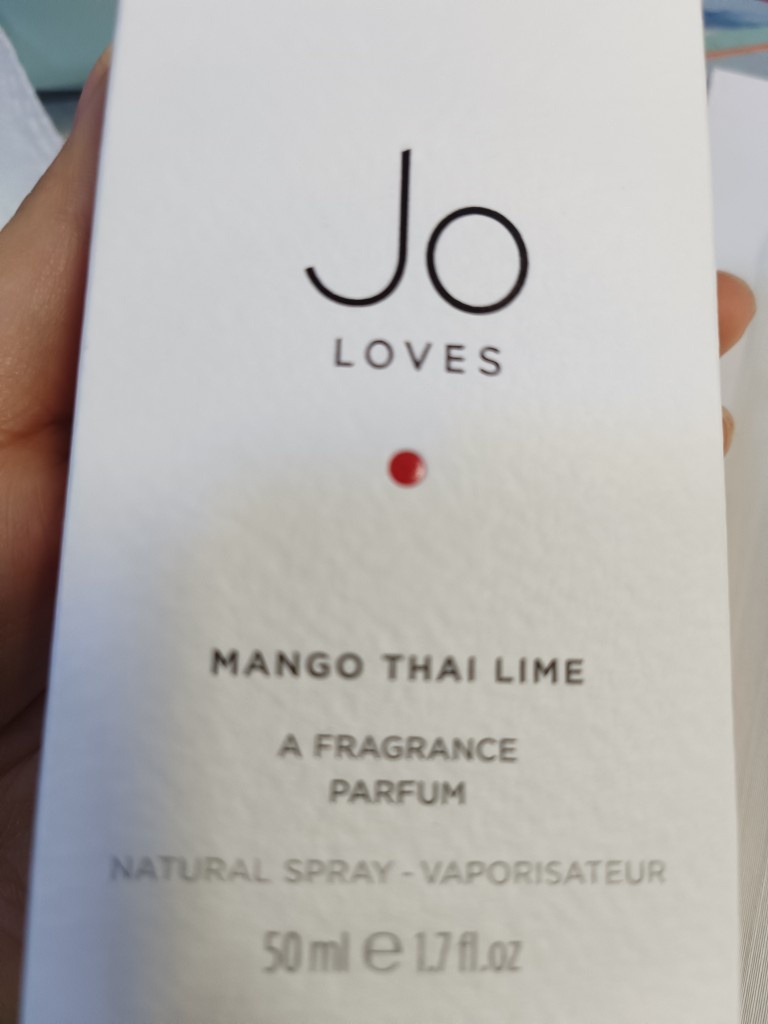 Jo
LOVES
MANGO THAI LIME
A FRAGRANCE
PARFUM
NATURAL SPRAY - VAPORISATEUR
50 ml ℮ 1.7 fl.oz